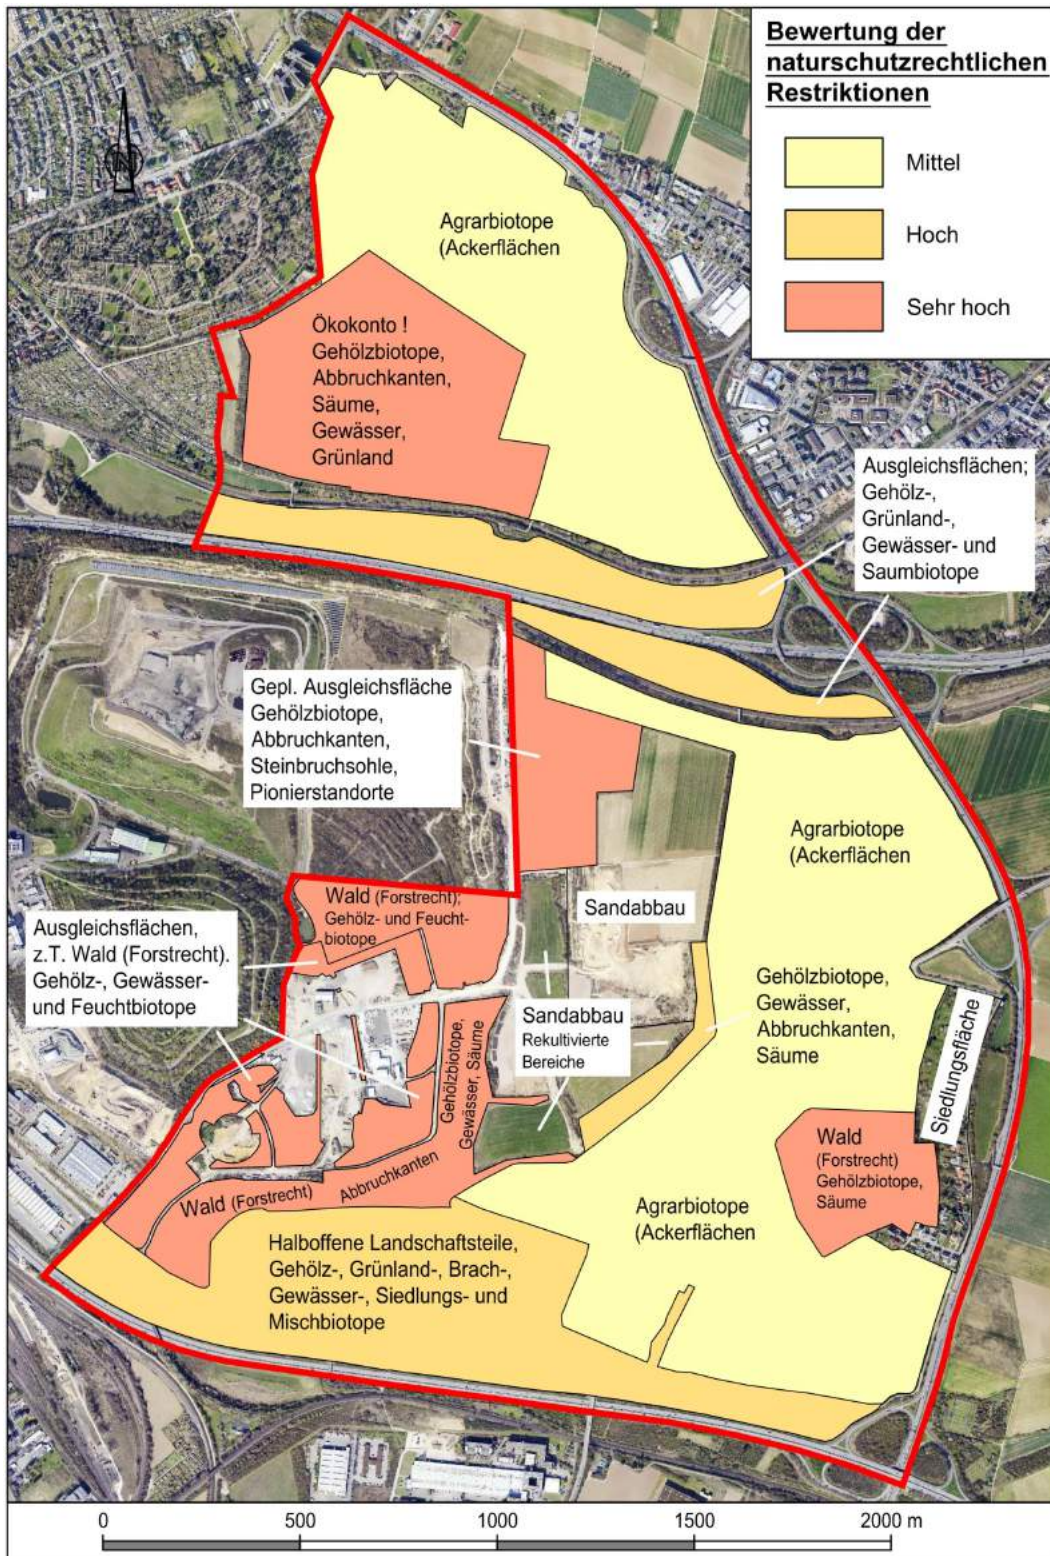 Bewertung der
naturschutzrechtlichen
Restriktionen
Mittel
Hoch
Sehr hoch
N
Agrarbiotope
(Ackerflächen
Ökokonto !
Gehölzbiotope,
Abbruchkanten,
Säume,
Gewässer,
Grünland
Ausgleichsflächen;
Gehölz-,
Grünland-,
Gewässer- und
Saumbiotope
Gepl. Ausgleichsfläche
Gehölzbiotope,
Abbruchkanten,
Steinbruchsohle,
Pionierstandorte
Agrarbiotope
(Ackerflächen
Wald (Forstrecht);
Gehölz- und Feucht-
biotope
Sandabbau
Ausgleichsflächen,
z.T. Wald (Forstrecht).
Gehölz-, Gewässer-
und Feuchtbiotope
Gehölzbiotope,
Gewässer,
Abbruchkanten,
Säume
Sandabbau
Rekultivierte
Bereiche
Siedlungsfläche
Gehölzbiotope,
Gewässer, Säume
Wald
(Forstrecht)
Gehölzbiotope,
Säume
Wald (Forstrecht)
Abbruchkanten
Agrarbiotope
(Ackerflächen
Halboffene Landschaftsteile,
Gehölz-, Grünland-, Brach-,
Gewässer-, Siedlungs- und
Mischbiotope
0 500 1000 1500 2000 m